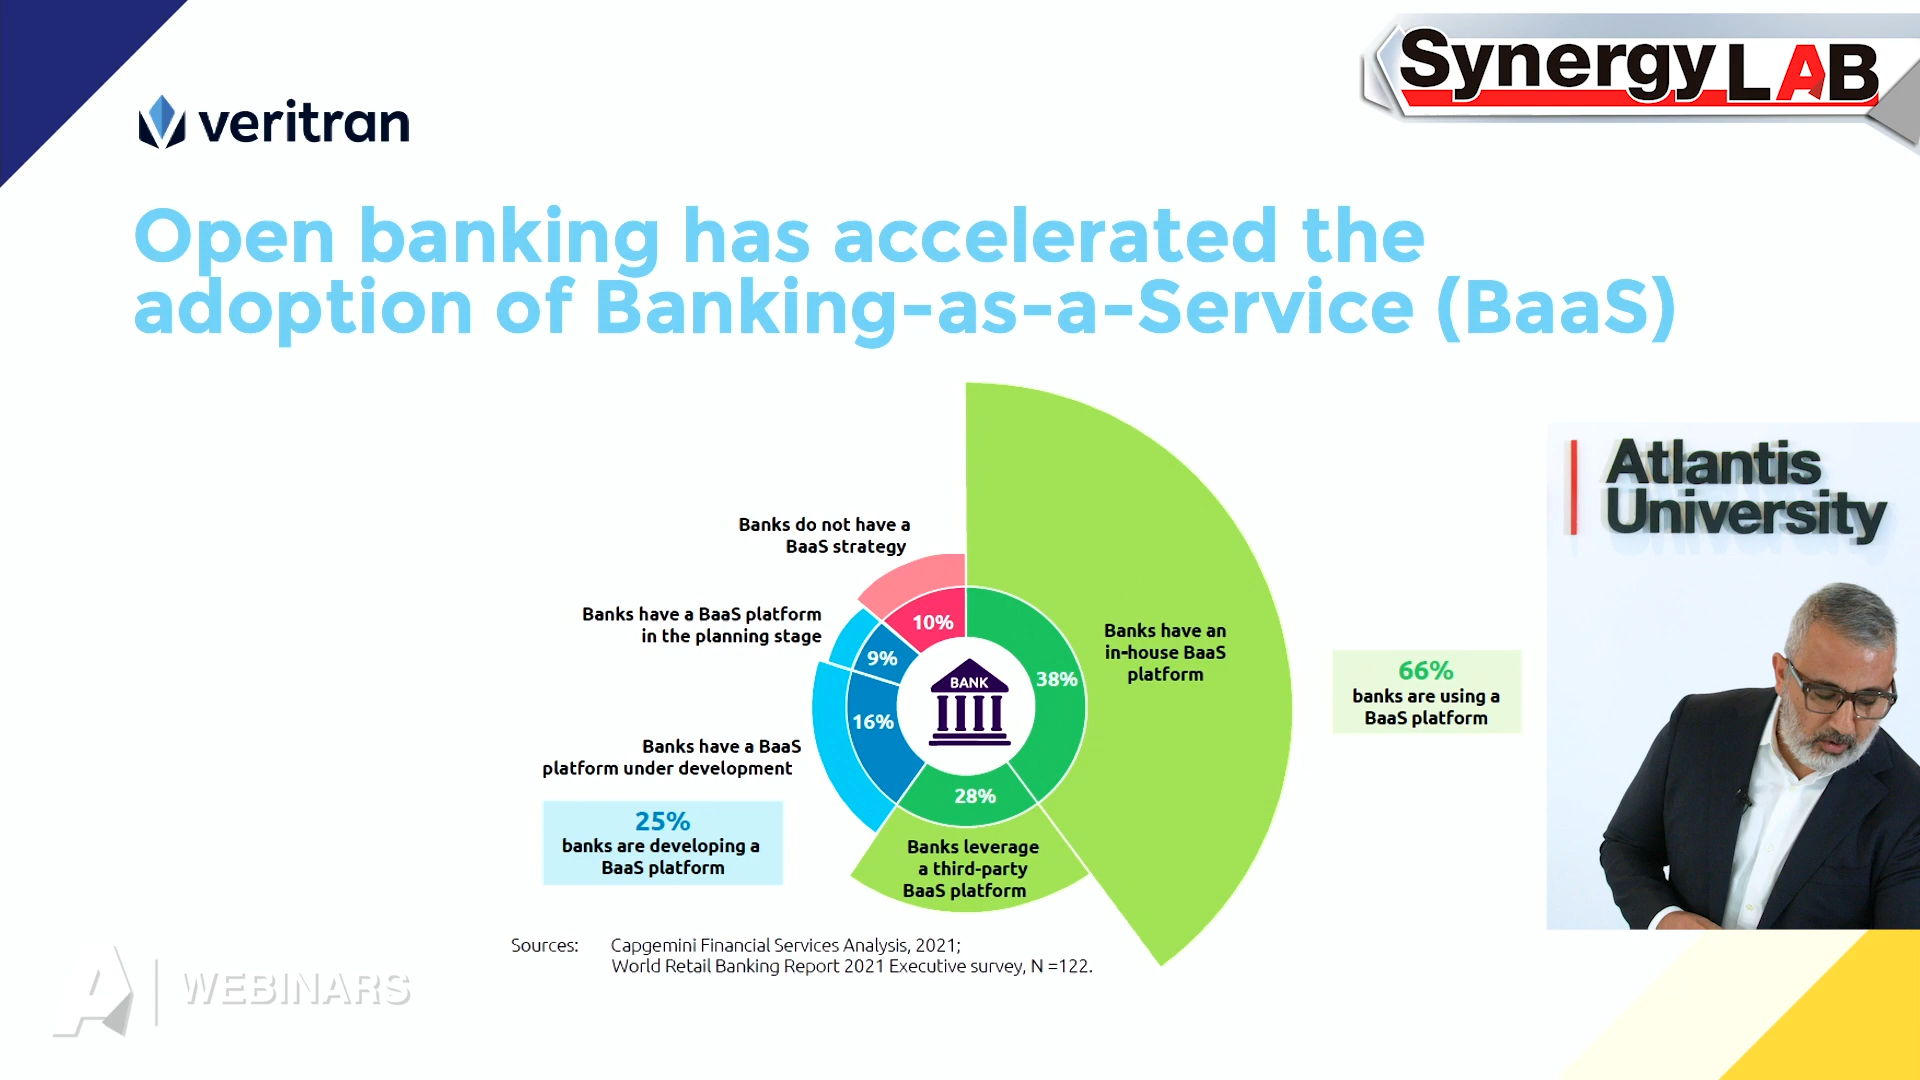 Synergy LAB
veritran
Open banking has accelerated the
adoption of Banking-as-a-Service (BaaS)
Atlantis
University
Banks do not have a
BaaS strategy
Banks have a BaaS platform
in the planning stage
Banks have a BaaS
platform under development
25%
banks are developing a
BaaS platform
10%
9%
16%
28%
38%
BANK
Banks have an
in-house BaaS
platform
Banks leverage
a third-party
BaaS platform
66%
banks are using a
BaaS platform
Sources: Capgemini Financial Services Analysis, 2021;
World Retail Banking Report 2021 Executive survey, N =122.
A WEBINARS